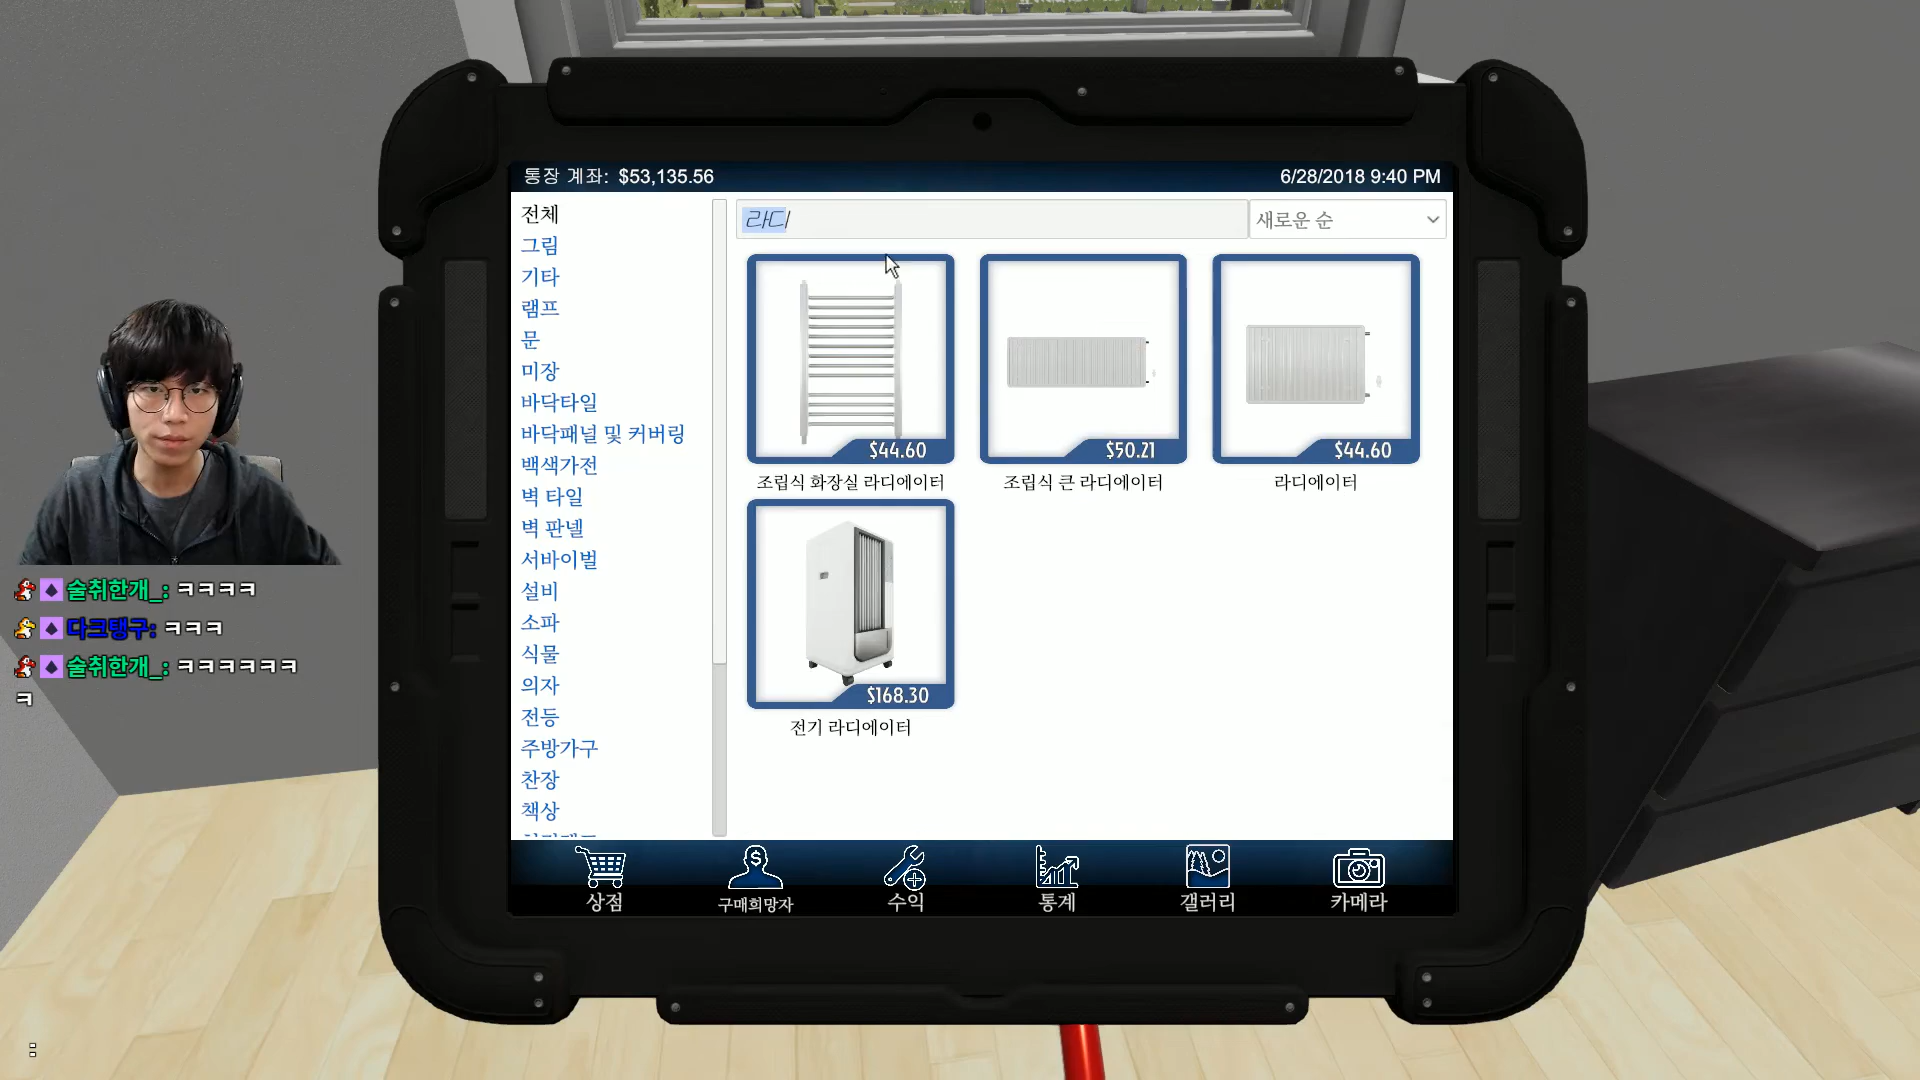 통장 계좌: $53,135.56
6/28/2018 9:40 PM
전체
그림
기타
램프
문
미장
바닥타일
바닥패널 및 커버링
백색가전
벽 타일
벽 판넬
서바이벌
설비
소파
식물
의자
전등
주방가구
찬장
책상
라디
새로운 순
$44.60
조립식 화장실 라디에이터
$50.21
조립식 큰 라디에이터
$44.60
라디에이터
$168.30
전기 라디에이터
상점
구매희망자
수익
통계
갤러리
카메라
술취한개_: ㅋㅋㅋㅋ
다크탱구: ㅋㅋㅋ
술취한개_: ㅋㅋㅋㅋㅋㅋ
ㅋ